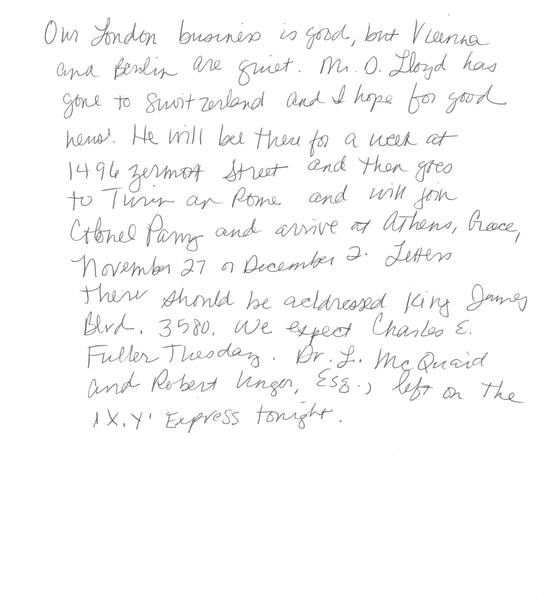 Our London business is good, but Vienna
and Berlin are quiet. Mr. D. Lloyd has
gone to Switzerland and I hope for good
news. He will be there for a week at
1496 Zermott Street and then goes
to Turin an Rome and will join
Colonel Parry and arrive at Athens, Greece,
November 27 or December 2. Letters
there should be addressed King James
Blvd. 3580. We expect Charles E.
Fuller Tuesday. Dr. L. McQuaid
and Robert Unger, Esq., left on the
'X.Y.' Express tonight.